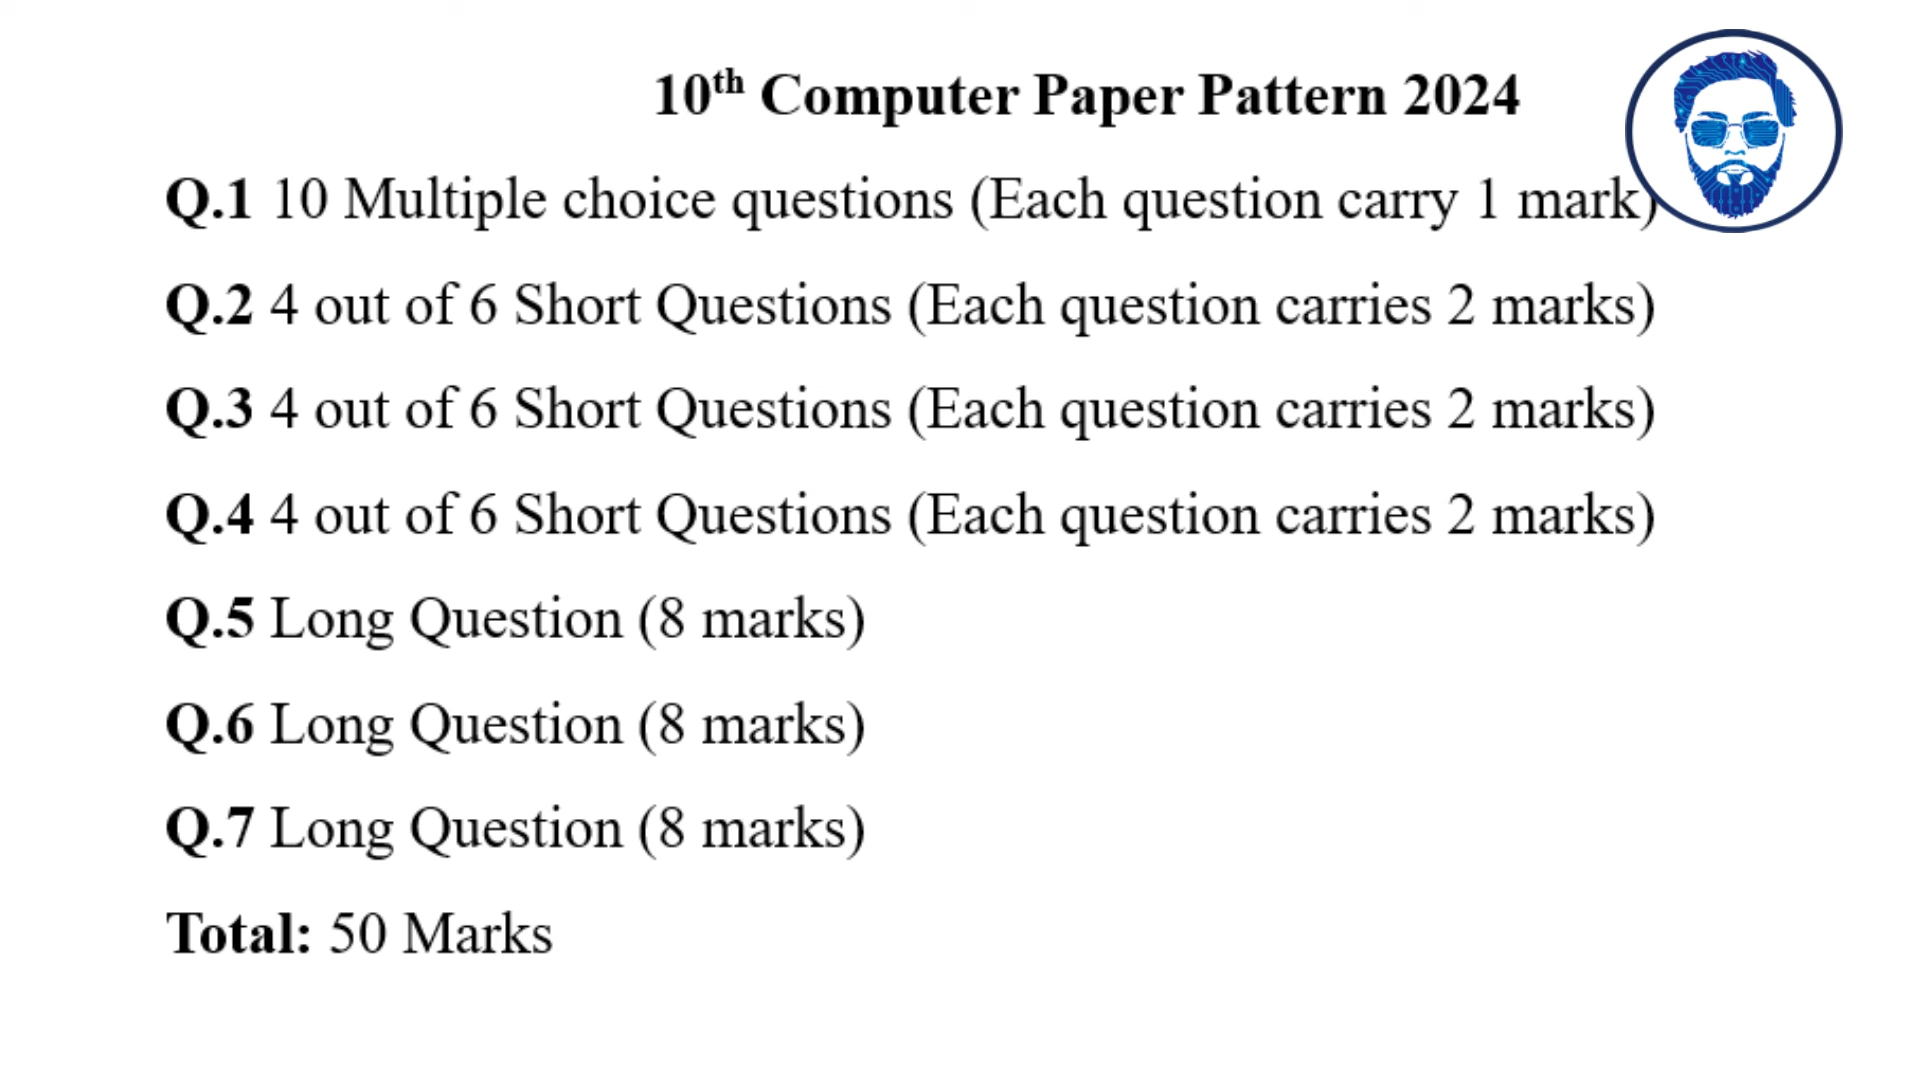 10th Computer Paper Pattern 2024
Q.1 10 Multiple choice questions (Each question carry 1 mark)
Q.2 4 out of 6 Short Questions (Each question carries 2 marks)
Q.3 4 out of 6 Short Questions (Each question carries 2 marks)
Q.4 4 out of 6 Short Questions (Each question carries 2 marks)
Q.5 Long Question (8 marks)
Q.6 Long Question (8 marks)
Q.7 Long Question (8 marks)
Total: 50 Marks